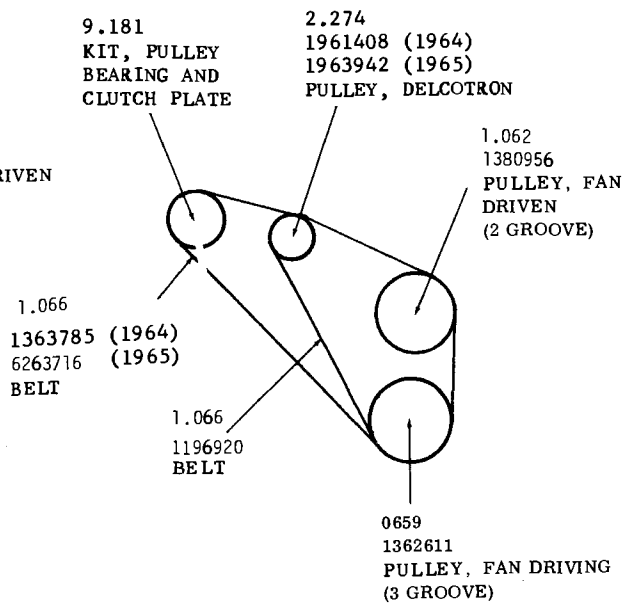 9.181
KIT, PULLEY
BEARING AND
CLUTCH PLATE
2.274
1961408 (1964)
1963942 (1965)
PULLEY, DELCOTRON
1.062
1380956
PULLEY, FAN
DRIVEN
(2 GROOVE)
RIVEN
1.066
1363785 (1964)
6263716 (1965)
BELT
1.066
1196920
BELT
0659
1362611
PULLEY, FAN DRIVING
(3 GROOVE)